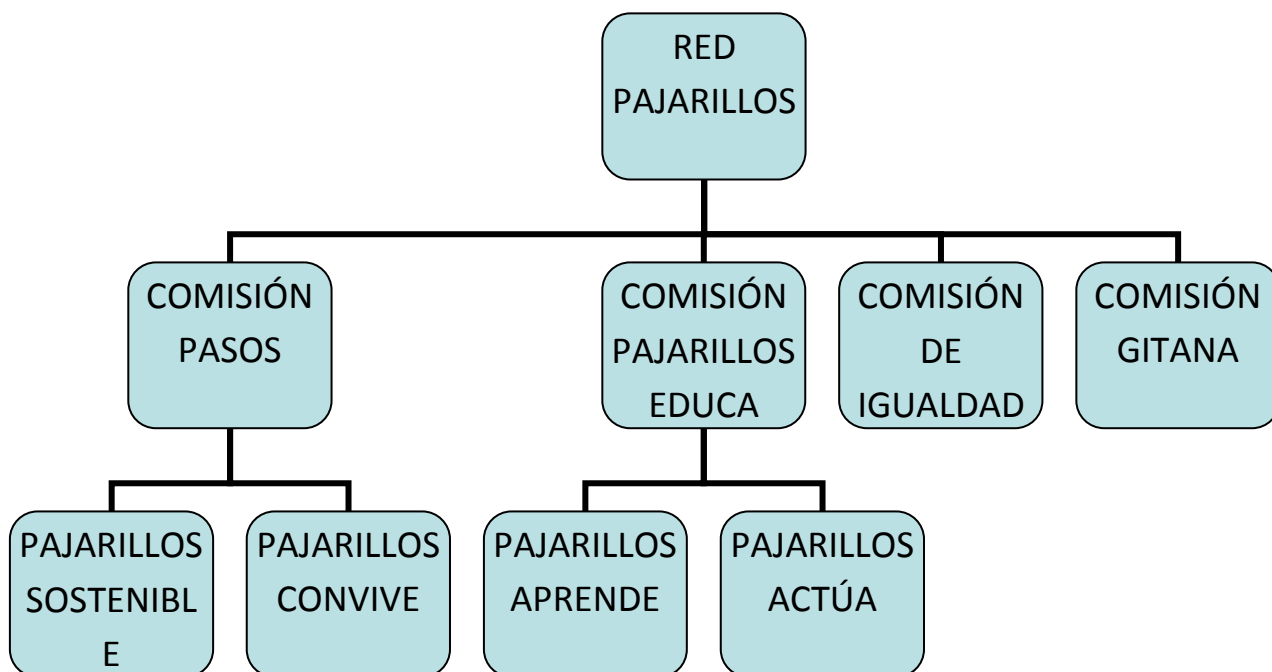 RED
PAJARILLOS
COMISIÓN
PASOS
COMISIÓN
PAJARILLOS
EDUCA
COMISIÓN
DE
IGUALDAD
COMISIÓN
GITANA
PAJARILLOS
SOSTENIBL
E
PAJARILLOS
CONVIVE
PAJARILLOS
APRENDE
PAJARILLOS
ACTÚA